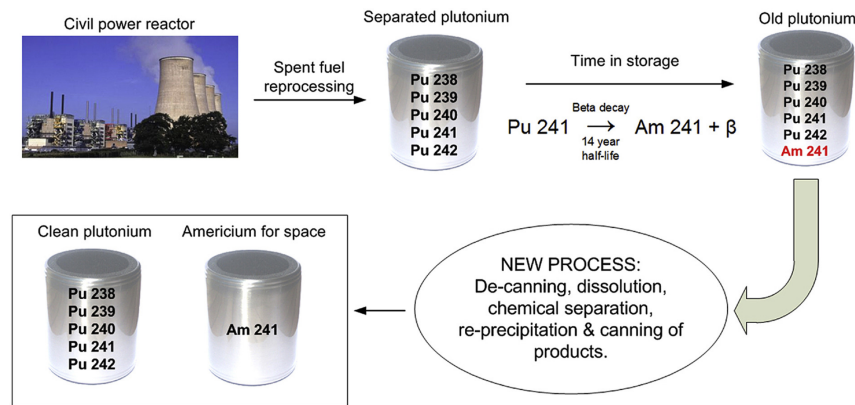 Civil power reactor
Spent fuel
reprocessing
Separated plutonium
Pu 238
Pu 239
Pu 240
Pu 241
Pu 242
Time in storage
Beta decay
Pu 241 → Am 241 + β
14 year
half-life
Old plutonium
Pu 238
Pu 239
Pu 240
Pu 241
Pu 242
Am 241
NEW PROCESS:
De-canning, dissolution,
chemical separation,
re-precipitation & canning of
products.
Clean plutonium
Pu 238
Pu 239
Pu 240
Pu 241
Pu 242
Americium for space
Am 241